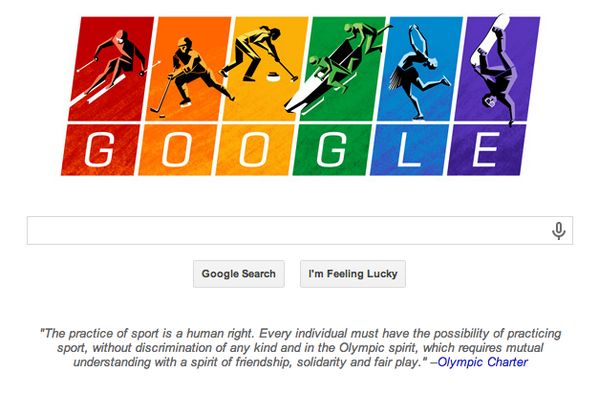 GOOGLE
Google Search I'm Feeling Lucky
"The practice of sport is a human right. Every individual must have the possibility of practicing
sport, without discrimination of any kind and in the Olympic spirit, which requires mutual
understanding with a spirit of friendship, solidarity and fair play." –Olympic Charter